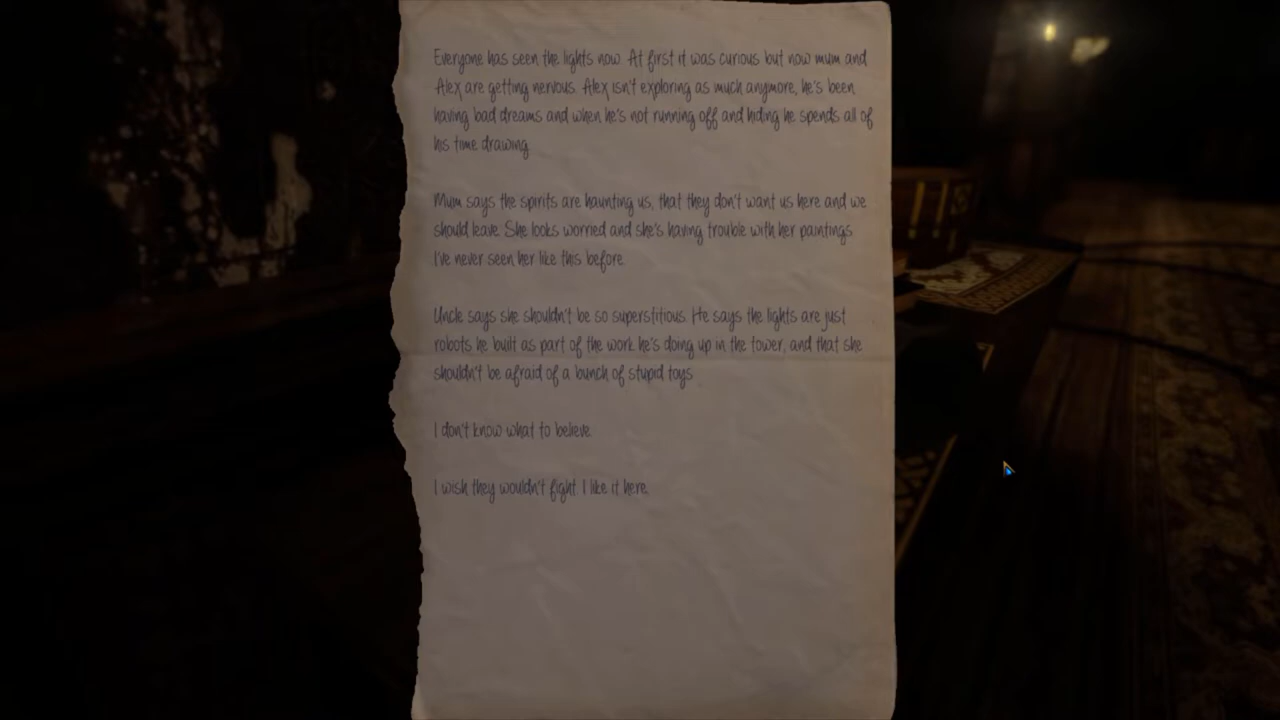 Everyone has seen the lights now. At first it was curious but now mum and
Alex are getting nervous. Alex isn't exploring as much anymore, he's been
having bad dreams and when he's not running off and hiding he spends all of
his time drawing.
Mum says the spirits are haunting us, that they don't want us here and we
should leave. She looks worried and she's having trouble with her paintings.
I've never seen her like this before.
Uncle says she shouldn't be so superstitious. He says the lights are just
robots he built as part of the work he's doing up in the tower, and that she
shouldn't be afraid of a bunch of stupid toys.
I don't know what to believe.
I wish they wouldn't fight. I like it here.